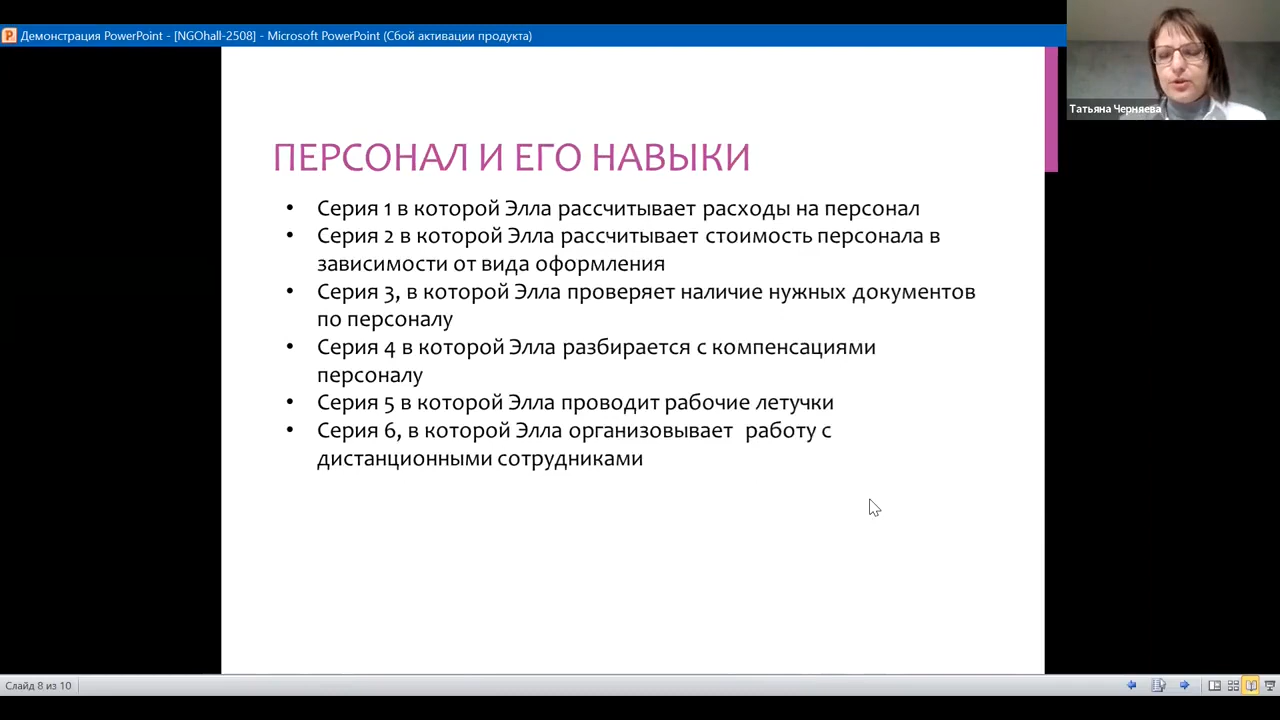 Демонстрация PowerPoint - [NGOhall-2508] - Microsoft PowerPoint (Сбой активации продукта)
Татьяна Черняева
ПЕРСОНАЛ И ЕГО НАВЫКИ
• Серия 1 в которой Элла рассчитывает расходы на персонал
• Серия 2 в которой Элла рассчитывает стоимость персонала в
зависимости от вида оформления
• Серия 3, в которой Элла проверяет наличие нужных документов
по персоналу
• Серия 4 в которой Элла разбирается с компенсациями
персоналу
• Серия 5 в которой Элла проводит рабочие летучки
• Серия 6, в которой Элла организовывает  работу с
дистанционными сотрудниками
Слайд 8 из 10